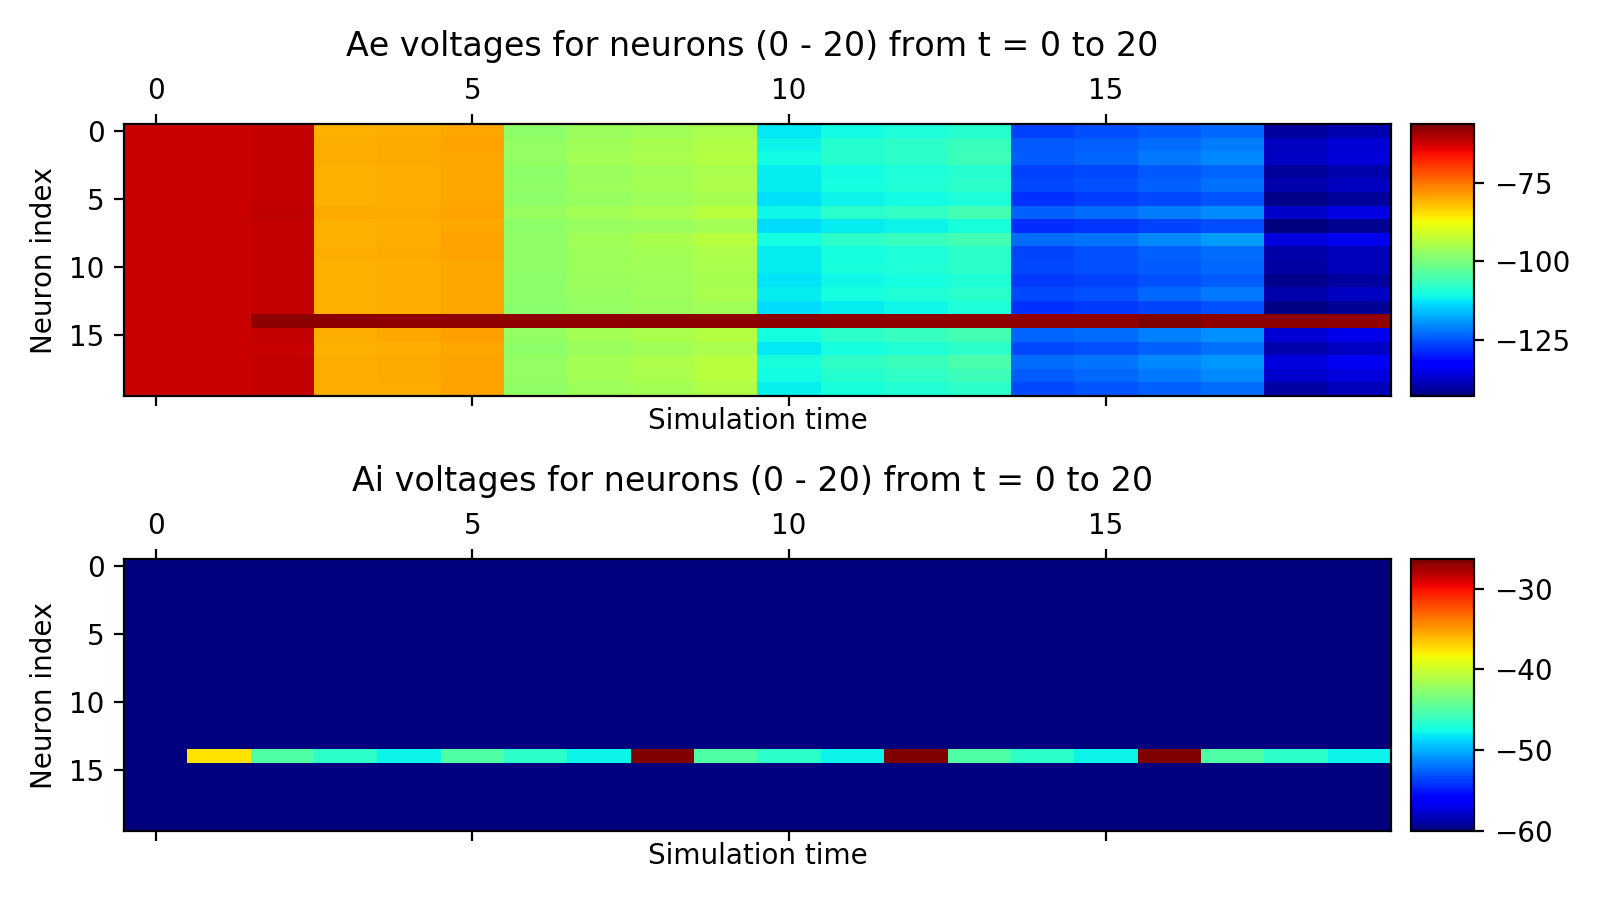 Ae voltages for neurons (0 - 20) from t = 0 to 20
0 5 10 15
Neuron index
0
5
10
15
−75
−100
−125
Simulation time
Ai voltages for neurons (0 - 20) from t = 0 to 20
0 5 10 15
Neuron index
0
5
10
15
−30
−40
−50
−60
Simulation time